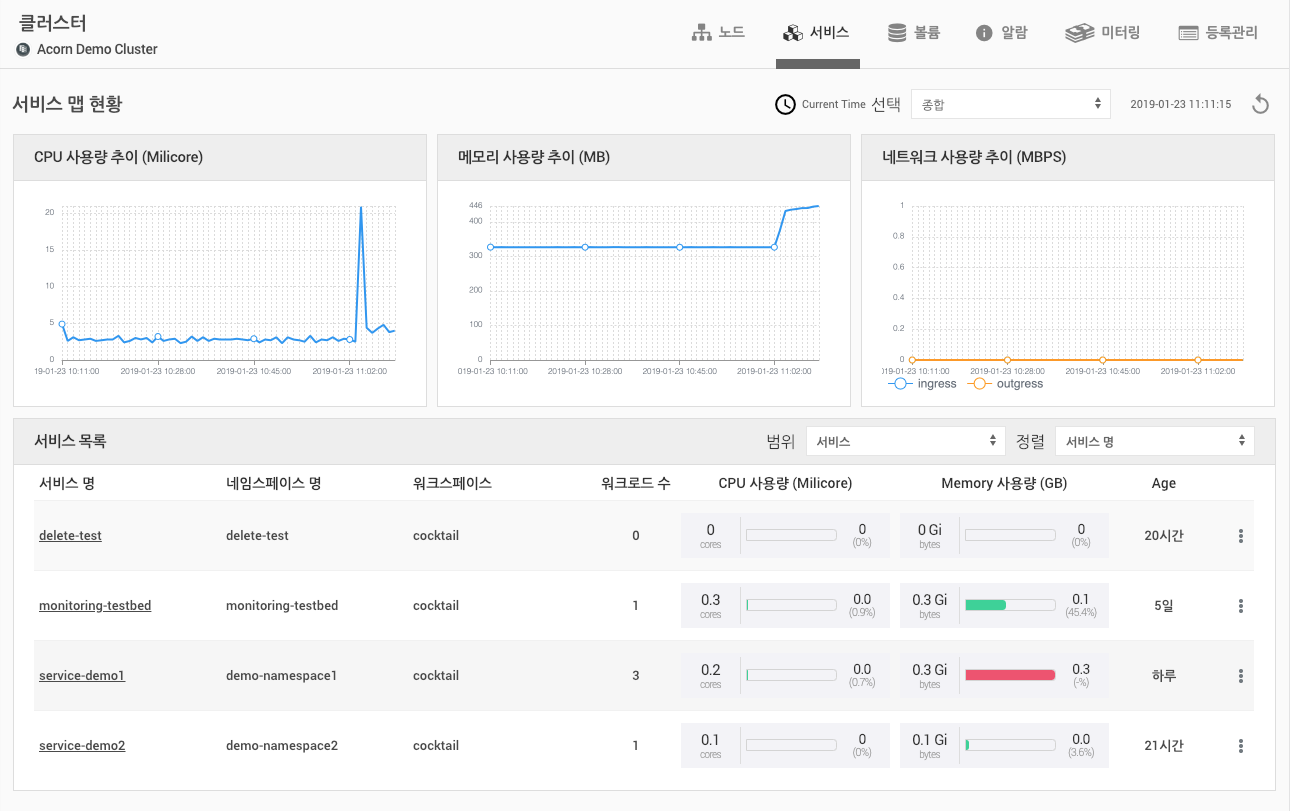 클러스터
Acorn Demo Cluster
노드
서비스
볼륨
알람
미터링
등록관리
서비스 맵 현황
Current Time 선택
종합
2019-01-23 11:11:15
CPU 사용량 추이 (Milicore)
20
15
10
5
0
19-01-23 10:11:00 2019-01-23 10:28:00 2019-01-23 10:45:00 2019-01-23 11:02:00
메모리 사용량 추이 (MB)
446
400
300
200
100
0
019-01-23 10:11:00 2019-01-23 10:28:00 2019-01-23 10:45:00 2019-01-23 11:02:00
네트워크 사용량 추이 (MBPS)
1
0.8
0.6
0.4
0.2
0
019-01-23 10:11:00 2019-01-23 10:28:00 2019-01-23 10:45:00 2019-01-23 11:02:00
ingress outgress
서비스 목록
범위 서비스 정렬 서비스 명
서비스 명 네임스페이스 명 워크스페이스 워크로드 수 CPU 사용량 (Milicore) Memory 사용량 (GB) Age
delete-test delete-test cocktail 0 0 cores 0 (0%) 0 Gi bytes 0 (0%) 20시간
monitoring-testbed monitoring-testbed cocktail 1 0.3 cores 0.0 (0.9%) 0.3 Gi bytes 0.1 (45.4%) 5일
service-demo1 demo-namespace1 cocktail 3 0.2 cores 0.0 (0.7%) 0.3 Gi bytes 0.3 (-%) 하루
service-demo2 demo-namespace2 cocktail 1 0.1 cores 0 (0%) 0.1 Gi bytes 0.0 (3.6%) 21시간